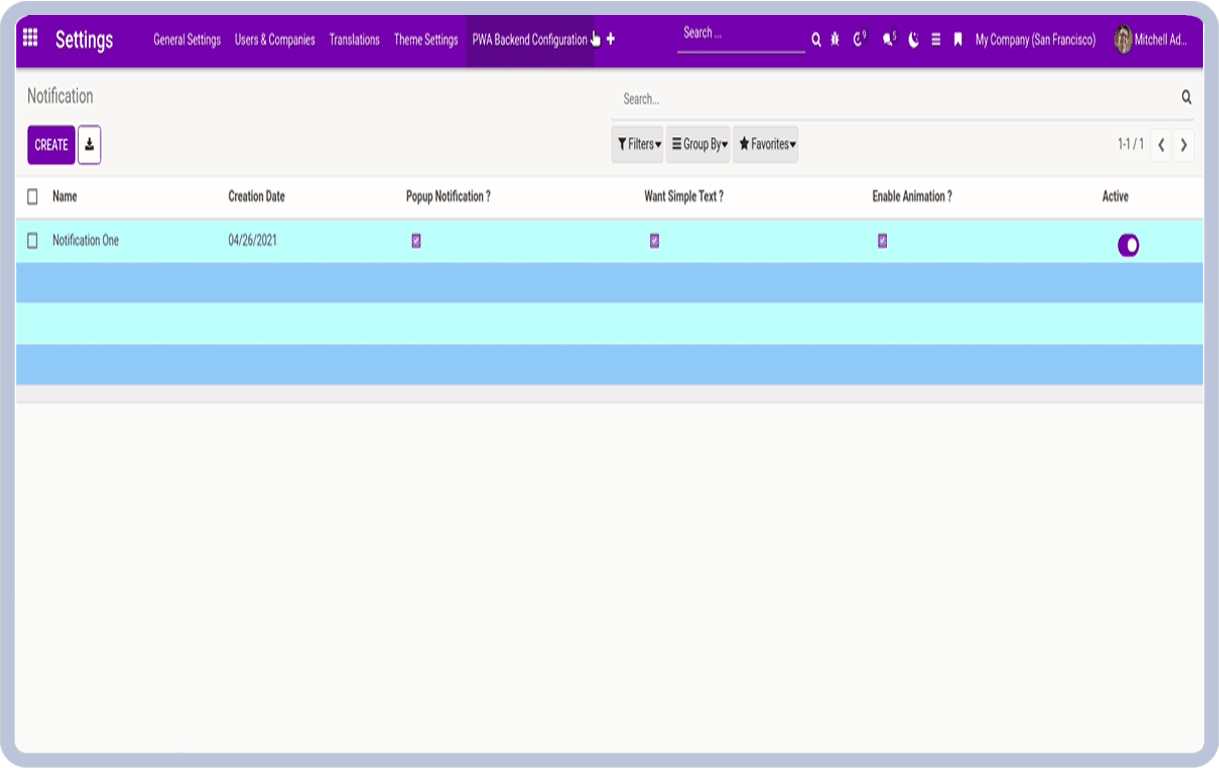 Settings General Settings Users & Companies Translations Theme Settings PWA Backend Configuration Search ... 9 5 My Company (San Francisco) Mitchell Ad...
Notification Search...
CREATE Filters Group By Favorites 1-1 / 1
Name Creation Date Popup Notification ? Want Simple Text ? Enable Animation ? Active
Notification One 04/26/2021